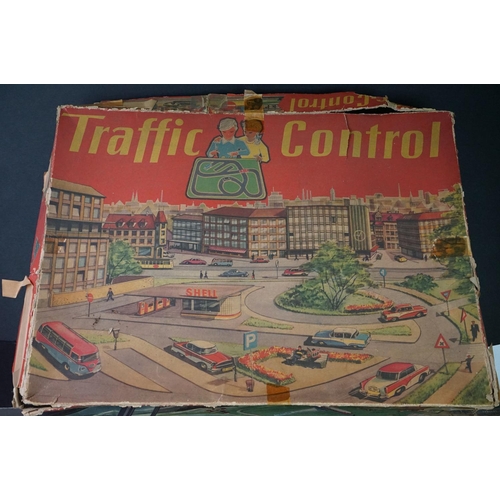 Control
Traffic Control
SHELL
P